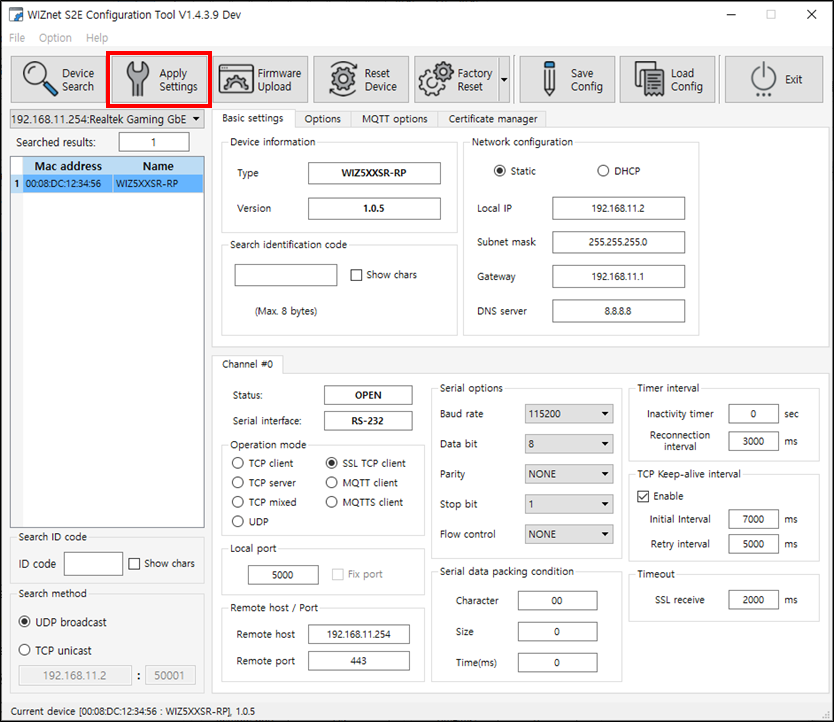 WIZnet S2E Configuration Tool V1.4.3.9 Dev
File Option Help
Device Search
Apply Settings
Firmware Upload
Reset Device
Factory Reset
Save Config
Load Config
Exit
192.168.11.254:Realtek Gaming GbE
Searched results: 1
Mac address Name
1 00:08:DC:12:34:56 WIZ5XXSR-RP
Search ID code
ID code Show chars
Search method
UDP broadcast
TCP unicast
192.168.11.2 : 50001
Basic settings Options MQTT options Certificate manager
Device information
Type WIZ5XXSR-RP
Version 1.0.5
Search identification code
Show chars
(Max. 8 bytes)
Network configuration
Static DHCP
Local IP 192.168.11.2
Subnet mask 255.255.255.0
Gateway 192.168.11.1
DNS server 8.8.8.8
Channel #0
Status: OPEN
Serial interface: RS-232
Operation mode
TCP client SSL TCP client
TCP server MQTT client
TCP mixed MQTTS client
UDP
Local port
5000 Fix port
Remote host / Port
Remote host 192.168.11.254
Remote port 443
Serial options
Baud rate 115200
Data bit 8
Parity NONE
Stop bit 1
Flow control NONE
Serial data packing condition
Character 00
Size 0
Time(ms) 0
Timer interval
Inactivity timer 0 sec
Reconnection interval 3000 ms
TCP Keep-alive interval
Enable
Initial Interval 7000 ms
Retry interval 5000 ms
Timeout
SSL receive 2000 ms
Current device [00:08:DC:12:34:56 : WIZ5XXSR-RP], 1.0.5